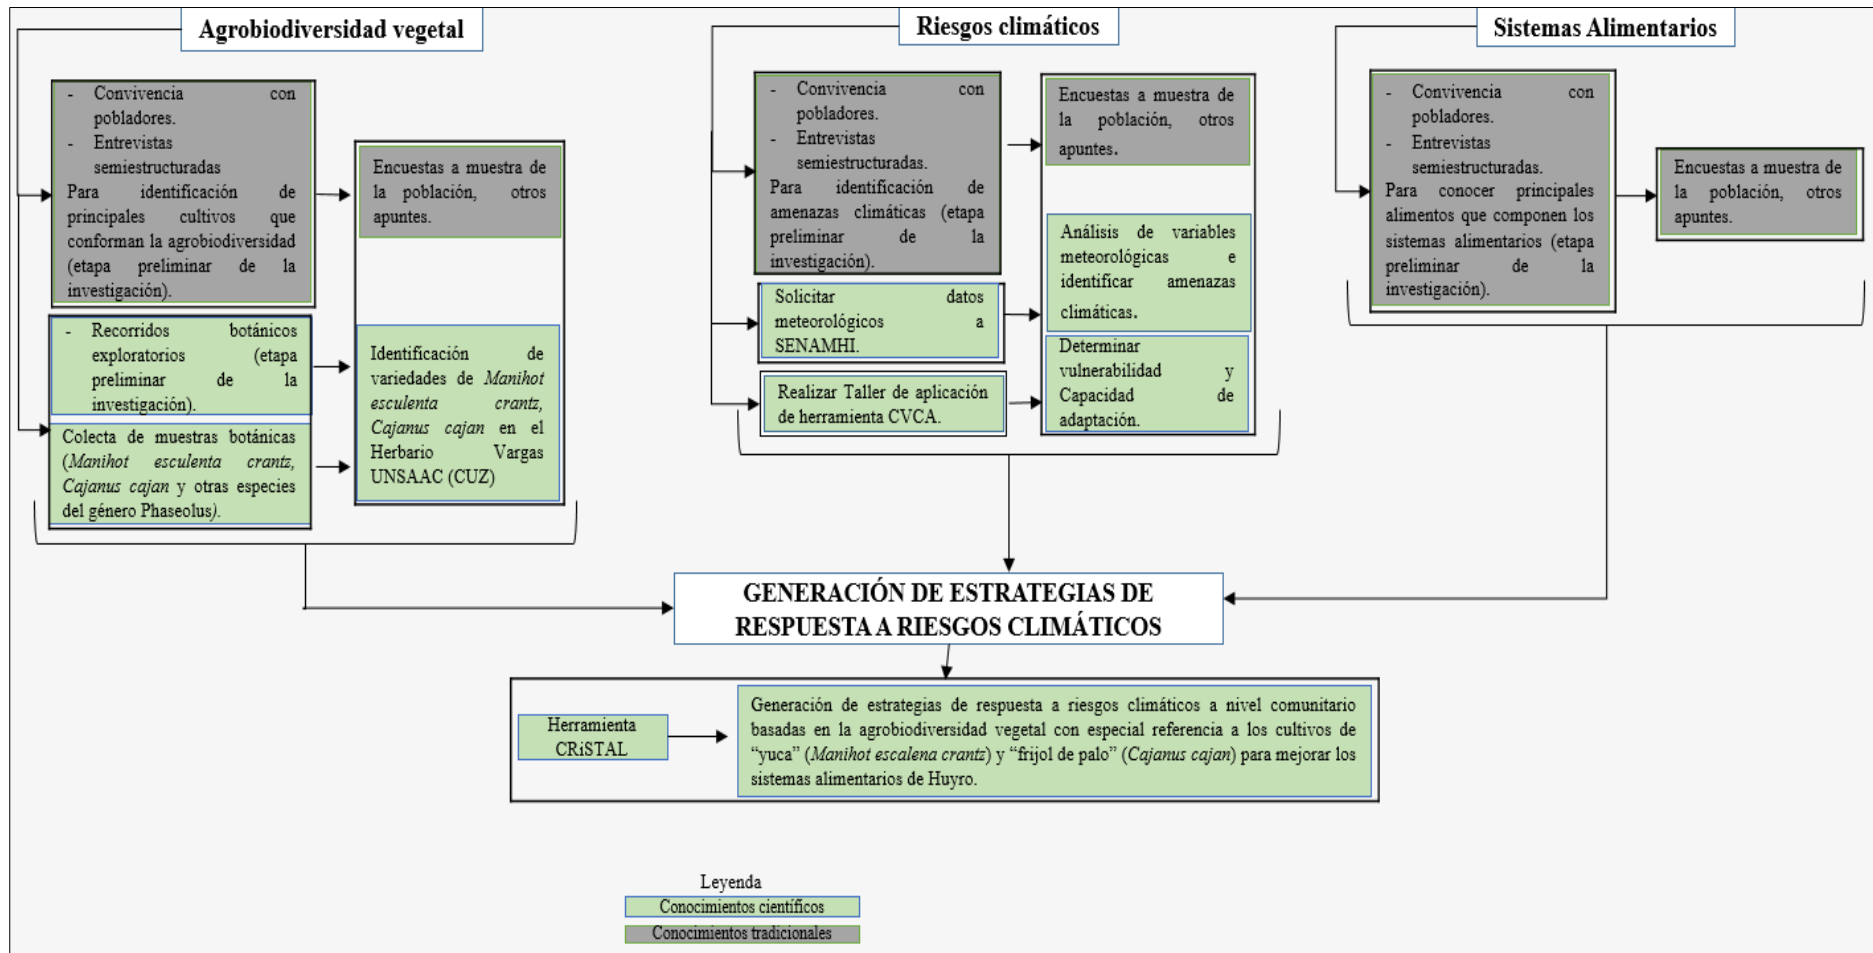 Agrobiodiversidad vegetal
- Convivencia con
pobladores.
- Entrevistas
semiestructuradas
Para identificación de
principales cultivos que
conforman la agrobiodiversidad
(etapa preliminar de la
investigación).
Encuestas a muestra de
la población, otros
apuntes.
- Recorridos botánicos
exploratorios (etapa
preliminar de la
investigación).
Colecta de muestras botánicas
(Manihot esculenta crantz,
Cajanus cajan y otras especies
del género Phaseolus).
Identificación de
variedades de Manihot
esculenta crantz,
Cajanus cajan en el
Herbario Vargas
UNSAAC (CUZ)
Riesgos climáticos
- Convivencia con
pobladores.
- Entrevistas
semiestructuradas.
Para identificación de
amenazas climáticas (etapa
preliminar de la
investigación).
Encuestas a muestra de
la población, otros
apuntes.
Solicitar datos
meteorológicos a
SENAMHI.
Análisis de variables
meteorológicas e
identificar amenazas
climáticas.
Realizar Taller de aplicación
de herramienta CVCA.
Determinar
vulnerabilidad y
Capacidad de
adaptación.
Sistemas Alimentarios
- Convivencia con
pobladores.
- Entrevistas
semiestructuradas.
Para conocer principales
alimentos que componen los
sistemas alimentarios (etapa
preliminar de la
investigación).
Encuestas a muestra de
la población, otros
apuntes.
GENERACIÓN DE ESTRATEGIAS DE
RESPUESTA A RIESGOS CLIMÁTICOS
Herramienta
CRiSTAL
Generación de estrategias de respuesta a riesgos climáticos a nivel comunitario
basadas en la agrobiodiversidad vegetal con especial referencia a los cultivos de
“yuca” (Manihot escalena crantz) y “frijol de palo” (Cajanus cajan) para mejorar los
sistemas alimentarios de Huyro.
Leyenda
Conocimientos científicos
Conocimientos tradicionales